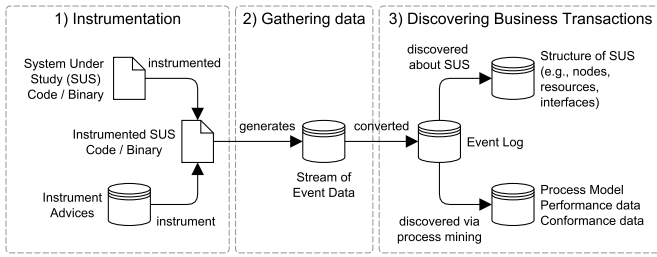 1) Instrumentation
2) Gathering data
3) Discovering Business Transactions
System Under
Study (SUS)
Code / Binary
instrumented
Instrumented SUS
Code / Binary
Instrument
Advices
instrument
generates
Stream of
Event Data
converted
discovered
about SUS
Structure of SUS
(e.g., nodes,
resources,
interfaces)
Event Log
discovered via
process mining
Process Model
Performance data
Conformance data